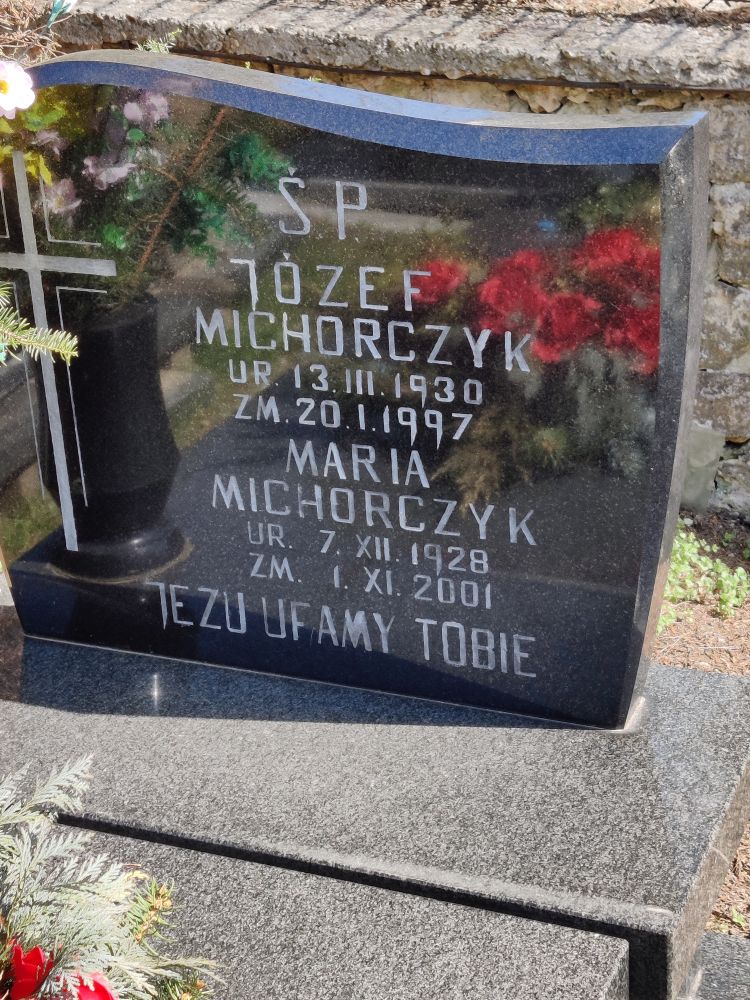 Ś.P.
JÓZEF
MICHORCZYK
UR. 13.III.1930
ZM. 20.I.1997
MARIA
MICHORCZYK
UR. 7.XII.1928
ZM. 1.XI.2001
JEZU UFAMY TOBIE